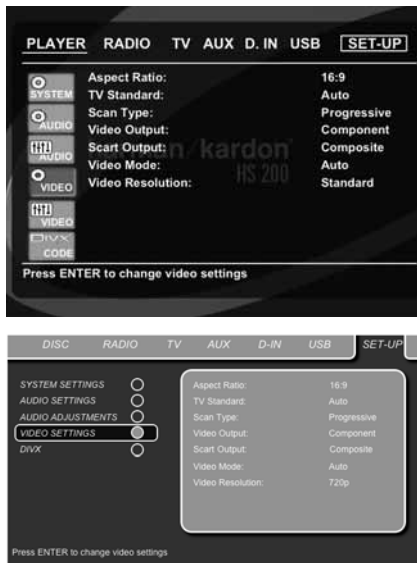 PLAYER RADIO TV AUX D. IN USB SET-UP
SYSTEM
AUDIO
AUDIO
VIDEO
VIDEO
DIVX
CODE
Aspect Ratio: 16:9
TV Standard: Auto
Scan Type: Progressive
Video Output: Component
Scart Output: Composite
Video Mode: Auto
Video Resolution: Standard
harman/kardon
HS 200
Press ENTER to change video settings
DISC RADIO TV AUX D-IN USB SET-UP
SYSTEM SETTINGS
AUDIO SETTINGS
AUDIO ADJUSTMENTS
VIDEO SETTINGS
DIVX
Aspect Ratio: 16:9
TV Standard: Auto
Scan Type: Progressive
Video Output: Component
Scart Output: Composite
Video Mode: Auto
Video Resolution: 720p
Press ENTER to change video settings